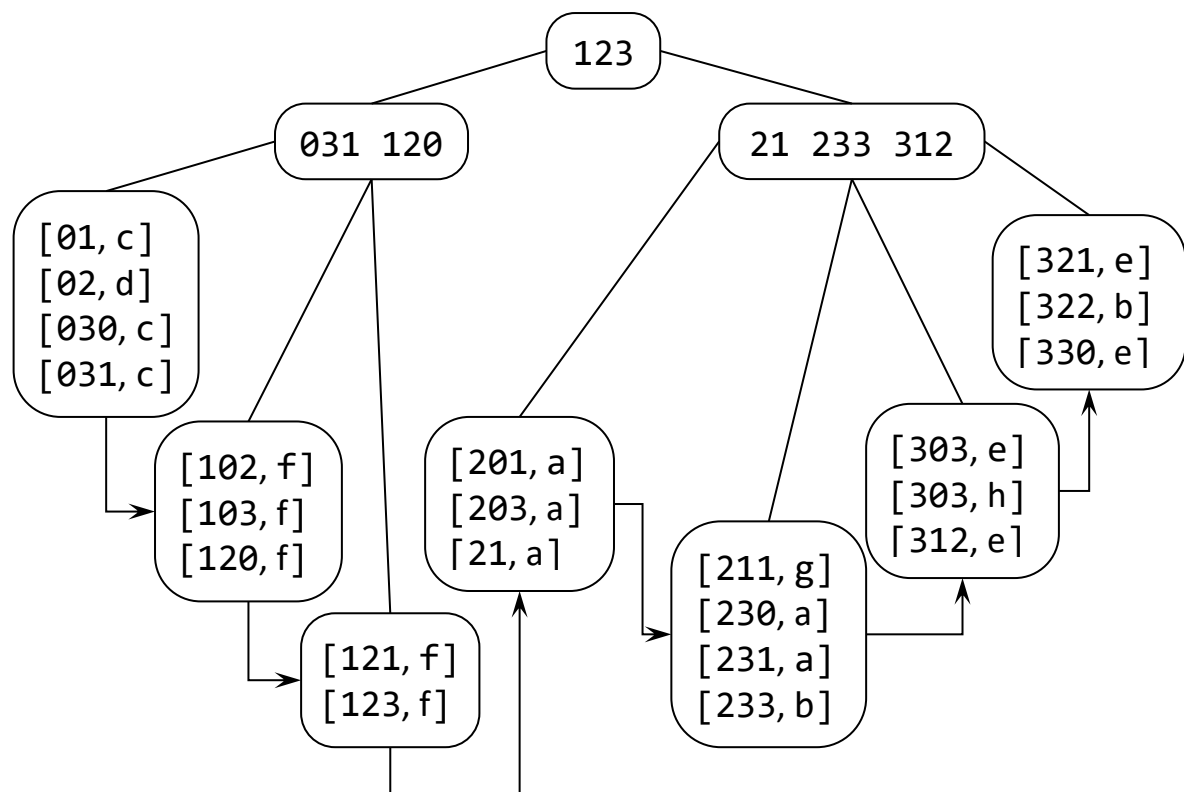 123
031 120
21 233 312
[01, c]
[02, d]
[030, c]
[031, c]
[102, f]
[103, f]
[120, f]
[121, f]
[123, f]
[201, a]
[203, a]
[21, a]
[211, g]
[230, a]
[231, a]
[233, b]
[303, e]
[303, h]
[312, e]
[321, e]
[322, b]
[330, e]